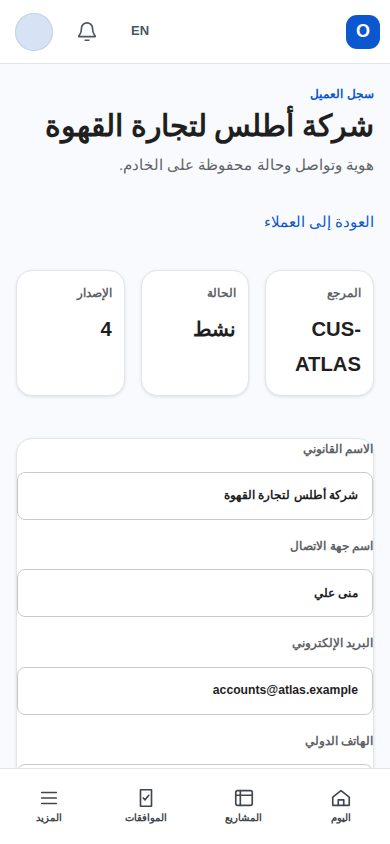 O
EN
سجل العميل
شركة أطلس لتجارة القهوة
هوية وتواصل وحالة محفوظة على الخادم.
العودة إلى العملاء
المرجع
CUS-
ATLAS
الحالة
نشط
الإصدار
4
الاسم القانوني
شركة أطلس لتجارة القهوة
اسم جهة الاتصال
منى علي
البريد الإلكتروني
accounts@atlas.example
الهاتف الدولي
اليوم
المشاريع
الموافقات
المزيد